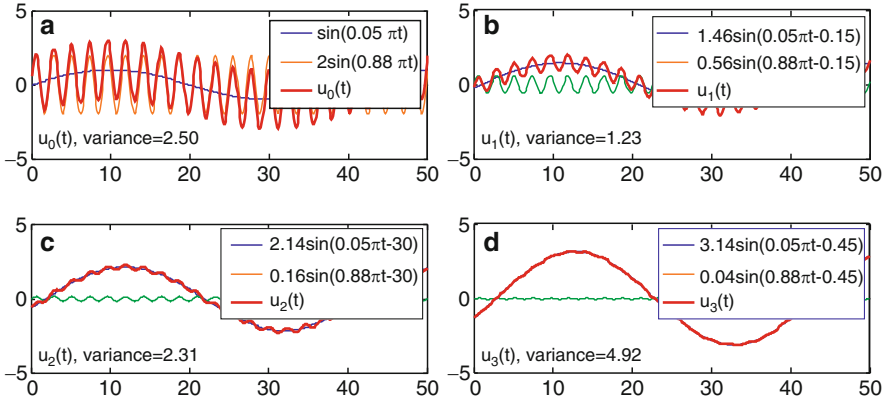 a
5
0
−5
sin(0.05 πt)
2sin(0.88 πt)
u0(t)
u0(t), variance=2.50
0 10 20 30 40 50
b
5
0
−5
1.46sin(0.05πt-0.15)
0.56sin(0.88πt-0.15)
u1(t)
u1(t), variance=1.23
0 10 20 30 40 50
c
5
0
−5
2.14sin(0.05πt-30)
0.16sin(0.88πt-30)
u2(t)
u2(t), variance=2.31
0 10 20 30 40 50
d
5
0
−5
3.14sin(0.05πt-0.45)
0.04sin(0.88πt-0.45)
u3(t)
u3(t), variance=4.92
0 10 20 30 40 50